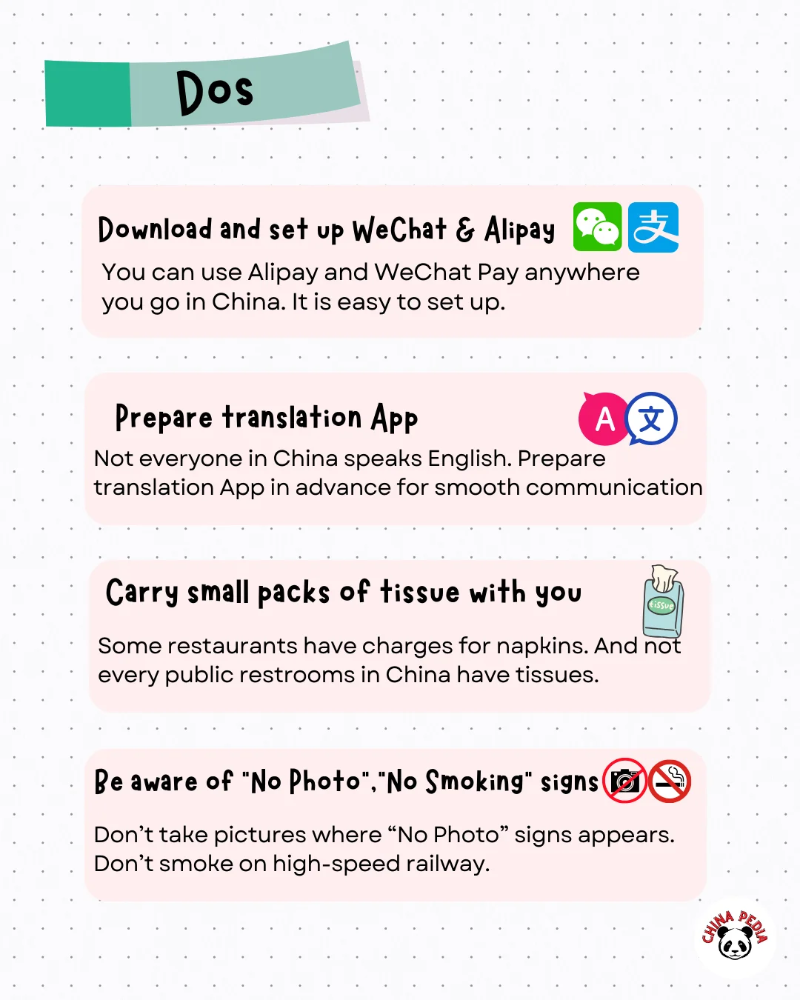 Dos
Download and set up WeChat & Alipay
支
You can use Alipay and WeChat Pay anywhere
you go in China. It is easy to set up.
Prepare translation App
A 文
Not everyone in China speaks English. Prepare
translation App in advance for smooth communication
Carry small packs of tissue with you
tissue
Some restaurants have charges for napkins. And not
every public restrooms in China have tissues.
Be aware of "No Photo","No Smoking" signs
Don’t take pictures where “No Photo” signs appears.
Don’t smoke on high-speed railway.
CHINA PEDIA